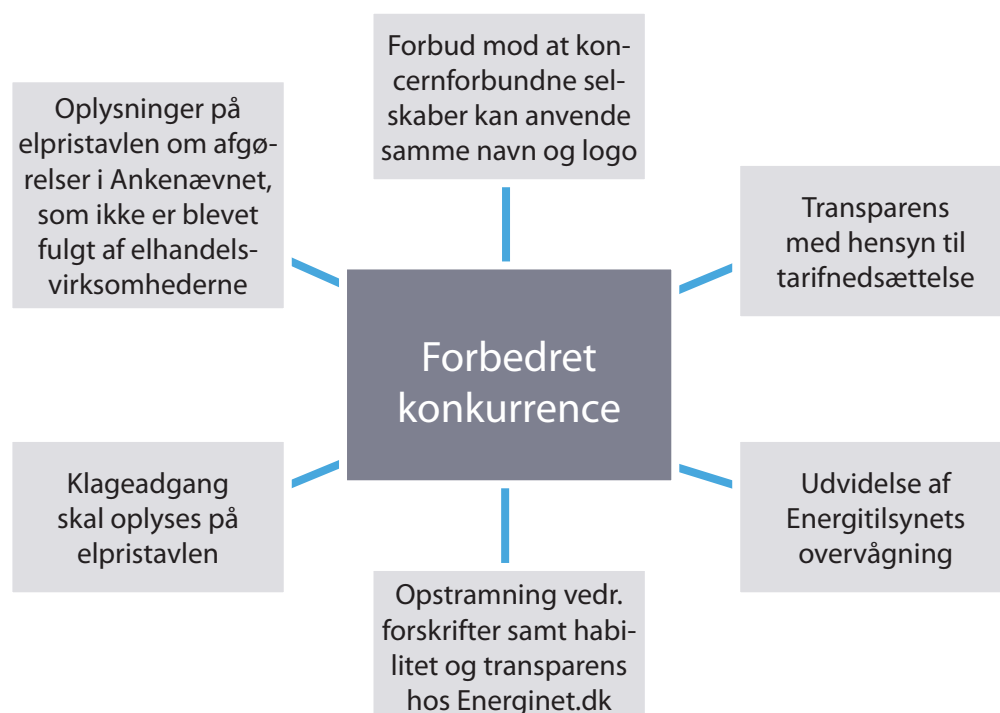 Forbud mod at kon-
cernforbundne sel-
skaber kan anvende
samme navn og logo
Oplysninger på
elpristavlen om afgø-
relser i Ankenævnet,
som ikke er blevet
fulgt af elhandels-
virksomhederne
Transparens
med hensyn til
tarifnedsættelse
Forbedret
konkurrence
Klageadgang
skal oplyses på
elpristavlen
Udvidelse af
Energitilsynets
overvågning
Opstramning vedr.
forskrifter samt habi-
litet og transparens
hos Energinet.dk